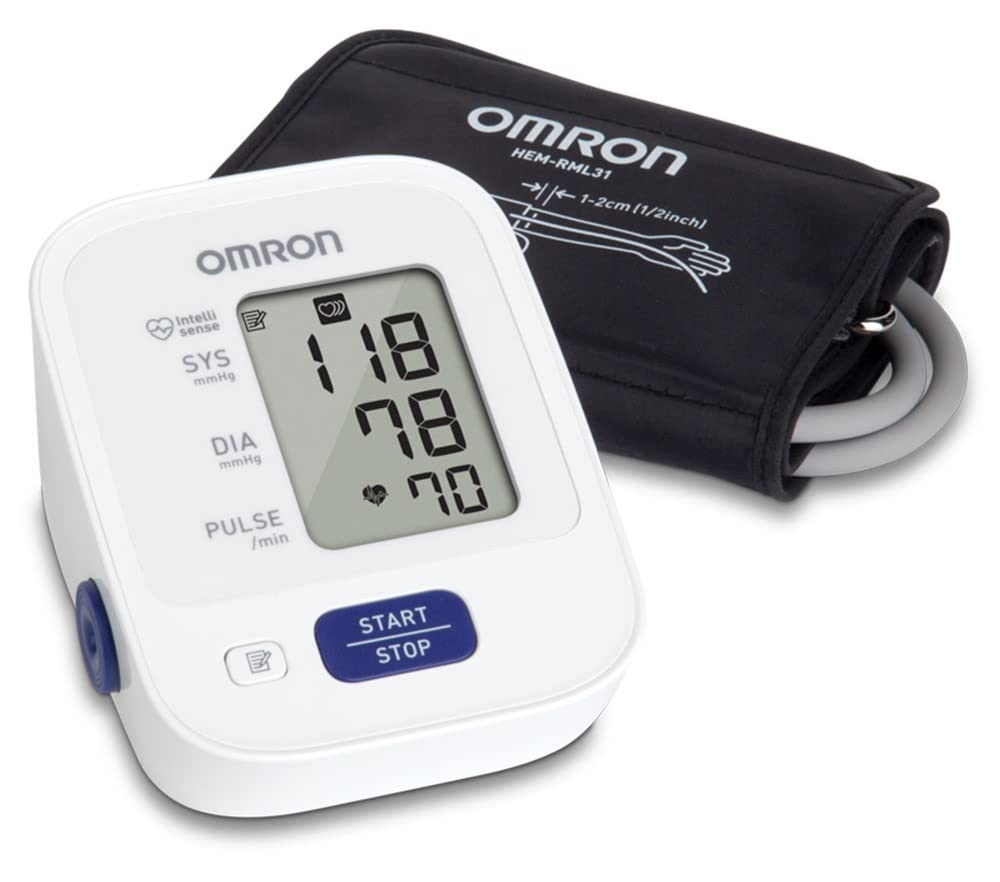 OMRON
HEM-RML31
1-2cm (1/2inch)
OMRON
Intelli
sense
SYS
mmHg
118
DIA
mmHg
78
PULSE
/min
70
START
STOP